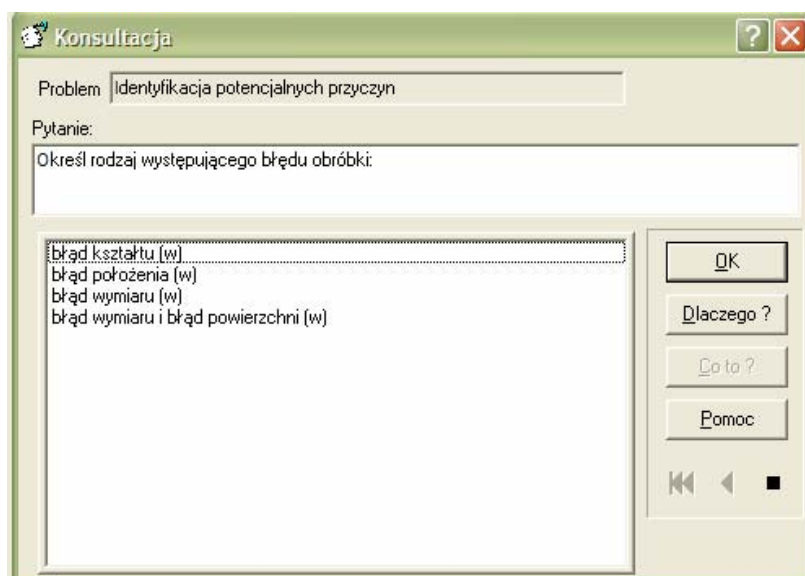 Konsultacja
Problem Identyfikacja potencjalnych przyczyn
Pytanie:
Określ rodzaj występującego błędu obróbki:
błąd kształtu (w)
błąd położenia (w)
błąd wymiaru (w)
błąd wymiaru i błąd powierzchni (w)
OK
Dlaczego ?
Co to ?
Pomoc